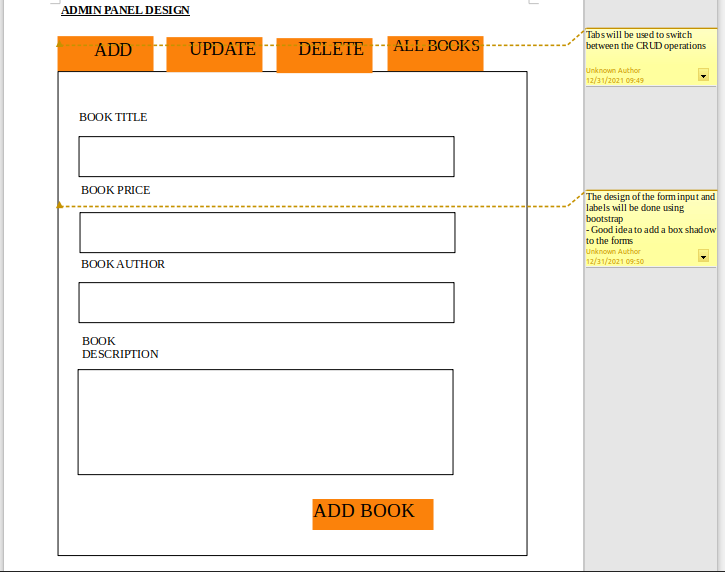 ADMIN PANEL DESIGN
ADD
UPDATE
DELETE
ALL BOOKS
BOOK TITLE
BOOK PRICE
BOOK AUTHOR
BOOK
DESCRIPTION
ADD BOOK
Tabs will be used to switch
between the CRUD operations
Unknown Author
12/31/2021 09:49
The design of the form input and
labels will be done using
bootstrap
- Good idea to add a box shadow
to the forms
Unknown Author
12/31/2021 09:50